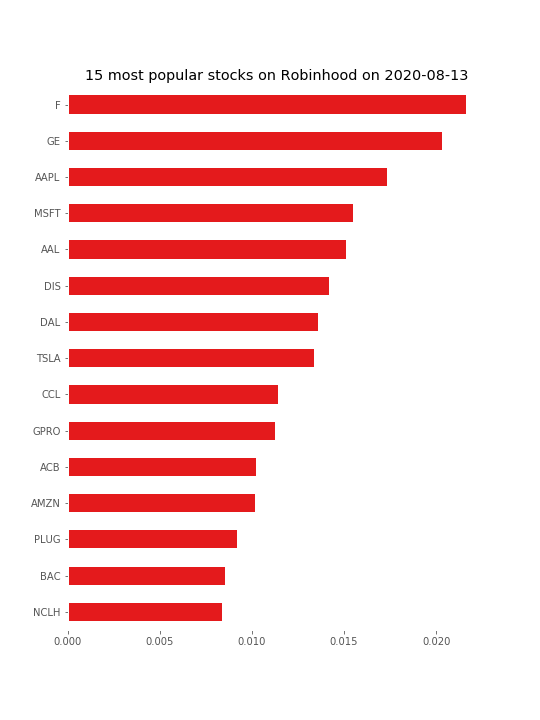 15 most popular stocks on Robinhood on 2020-08-13
F
GE
AAPL
MSFT
AAL
DIS
DAL
TSLA
CCL
GPRO
ACB
AMZN
PLUG
BAC
NCLH
0.000 0.005 0.010 0.015 0.020